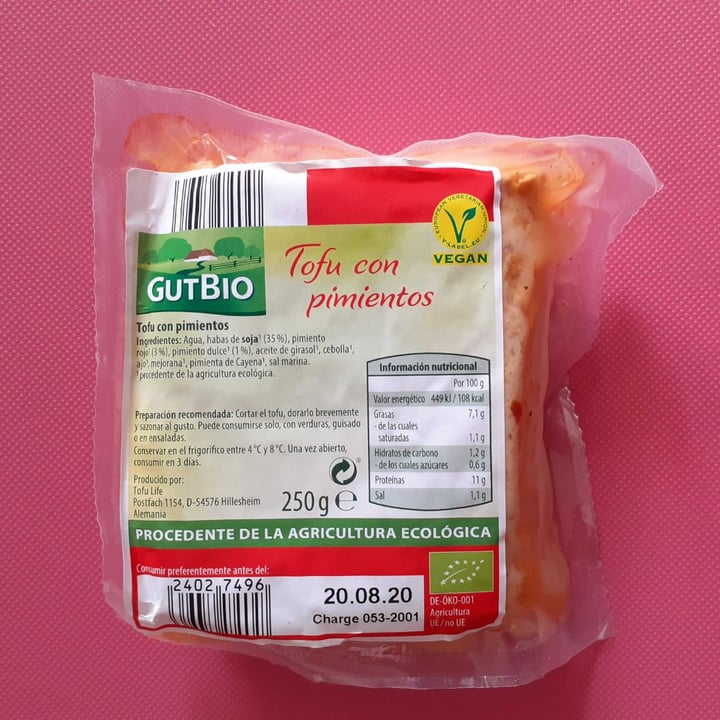 GUTBIO
Tofu con
pimientos
EUROPEAN VEGETARIAN UNION
V-LABEL.EU
VEGAN
Tofu con pimientos
Ingredientes: Agua, habas de soja¹ (35%), pimiento
rojo¹ (3%), pimiento dulce¹ (1%), aceite de girasol¹, cebolla¹,
ajo¹, mejorana¹, pimienta de Cayena¹, sal marina.
¹procedente de la agricultura ecológica.
Preparación recomendada: Cortar el tofu, dorarlo brevemente
y sazonar al gusto. Puede consumirse solo, con verduras, guisado
o en ensaladas.
Conservar en el frigorífico entre 4°C y 8°C. Una vez abierto,
consumir en 3 días.
Producido por:
Tofu Life
Postfach 1154, D-54576 Hillesheim
Alemania
250 g e
Información nutricional
Por 100 g
Valor energético 449 kJ / 108 kcal
Grasas 7,1 g
- de las cuales
saturadas 1,1 g
Hidratos de carbono 1,2 g
- de los cuales azúcares 0,6 g
Proteínas 11 g
Sal 1,1 g
PROCEDENTE DE LA AGRICULTURA ECOLÓGICA
Consumir preferentemente antes del:
2402 7496
20.08.20
Charge 053-2001
DE-ÖKO-001
Agricultura
UE / no UE